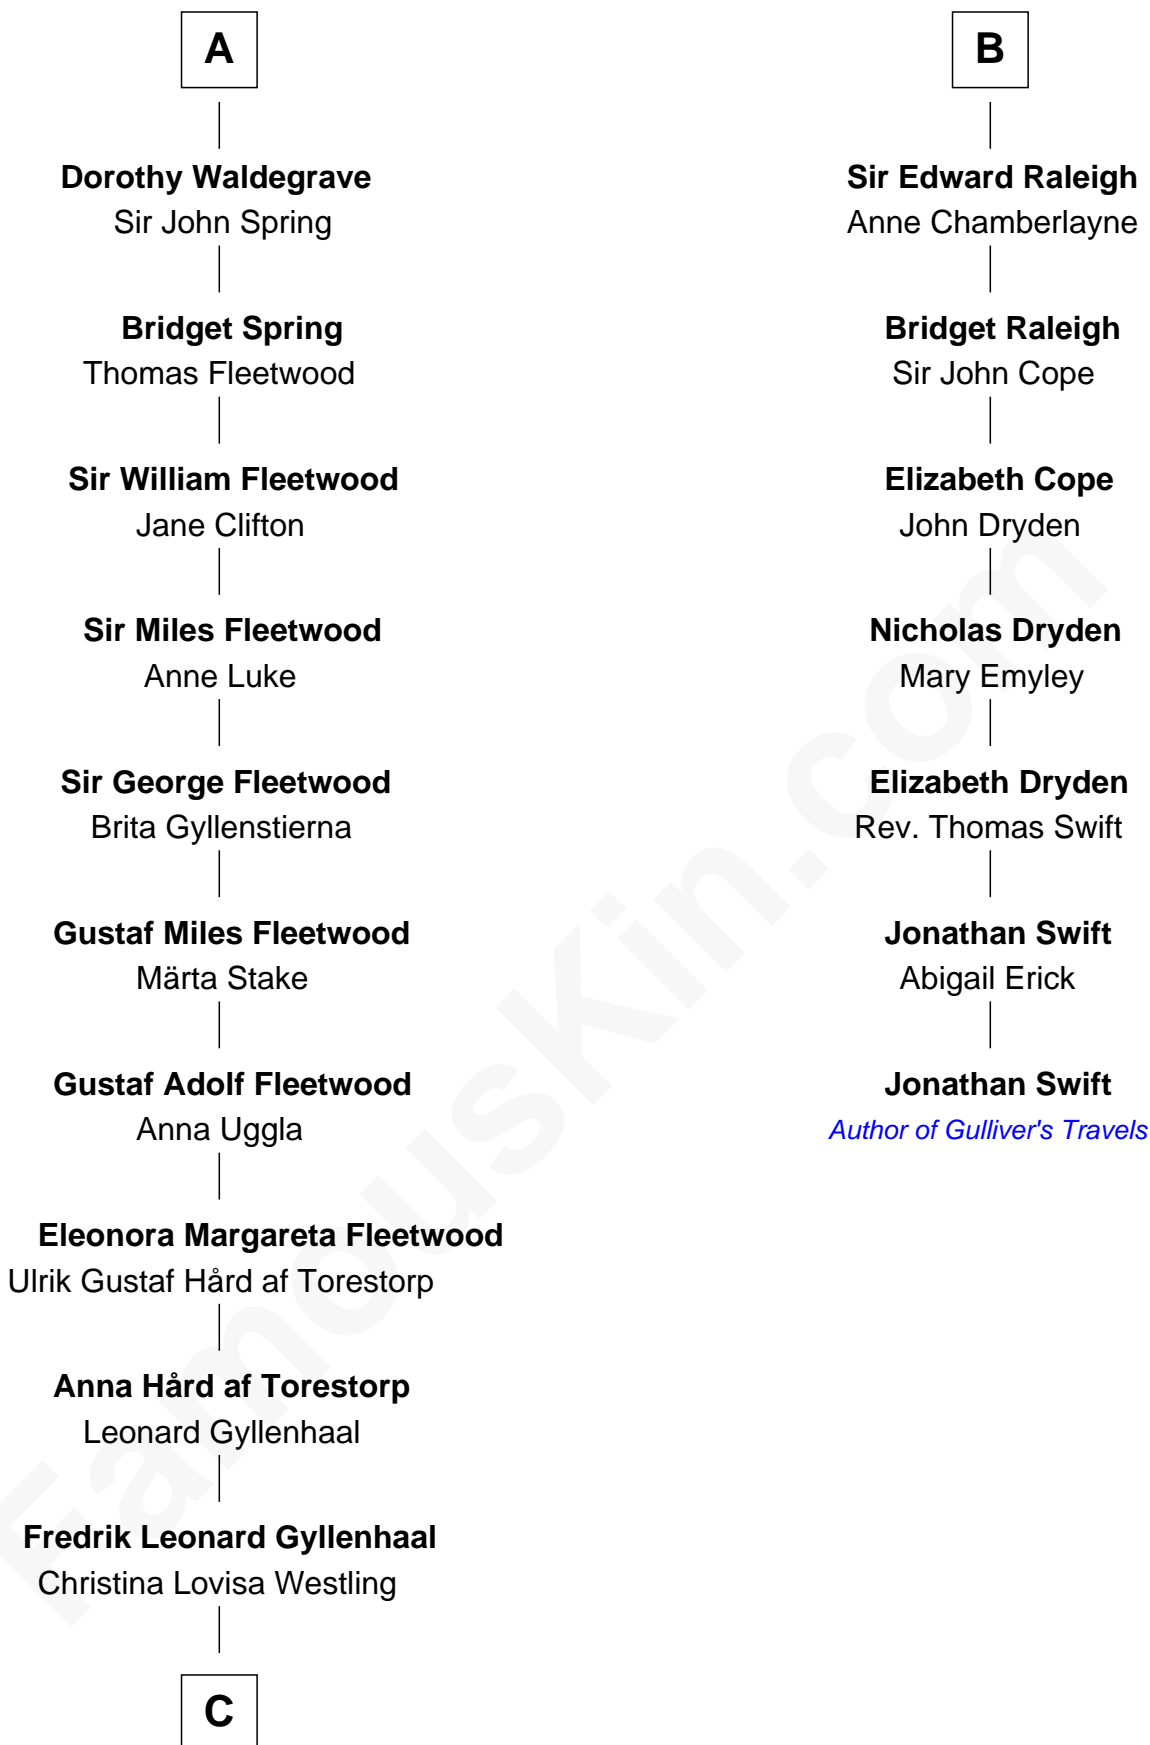 A
Dorothy Waldegrave
Sir John Spring
Bridget Spring
Thomas Fleetwood
Sir William Fleetwood
Jane Clifton
Sir Miles Fleetwood
Anne Luke
Sir George Fleetwood
Brita Gyllenstierna
Gustaf Miles Fleetwood
Märta Stake
Gustaf Adolf Fleetwood
Anna Uggla
Eleonora Margareta Fleetwood
Ulrik Gustaf Hård af Torestorp
Anna Hård af Torestorp
Leonard Gyllenhaal
Fredrik Leonard Gyllenhaal
Christina Lovisa Westling
C
B
Sir Edward Raleigh
Anne Chamberlayne
Bridget Raleigh
Sir John Cope
Elizabeth Cope
John Dryden
Nicholas Dryden
Mary Emyley
Elizabeth Dryden
Rev. Thomas Swift
Jonathan Swift
Abigail Erick
Jonathan Swift
Author of Gulliver's Travels
FamousKin.com